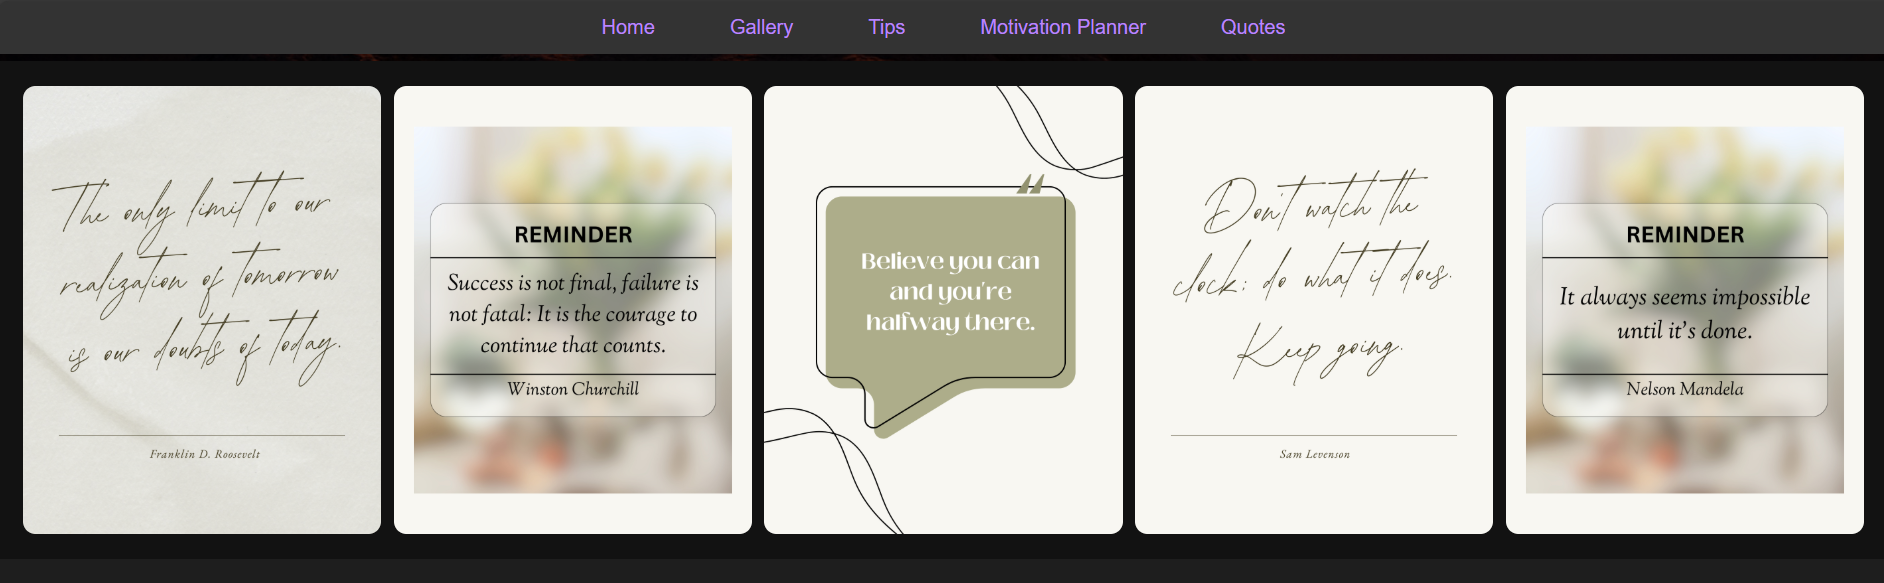 Home Gallery Tips Motivation Planner Quotes
The only limit to our
realization of tomorrow
is our doubts of today.
Franklin D. Roosevelt
REMINDER
Success is not final, failure is
not fatal: It is the courage to
continue that counts.
Winston Churchill
"
Believe you can
and you're
halfway there.
Don't watch the
clock; do what it does.
Keep going.
Sam Levenson
REMINDER
It always seems impossible
until it's done.
Nelson Mandela